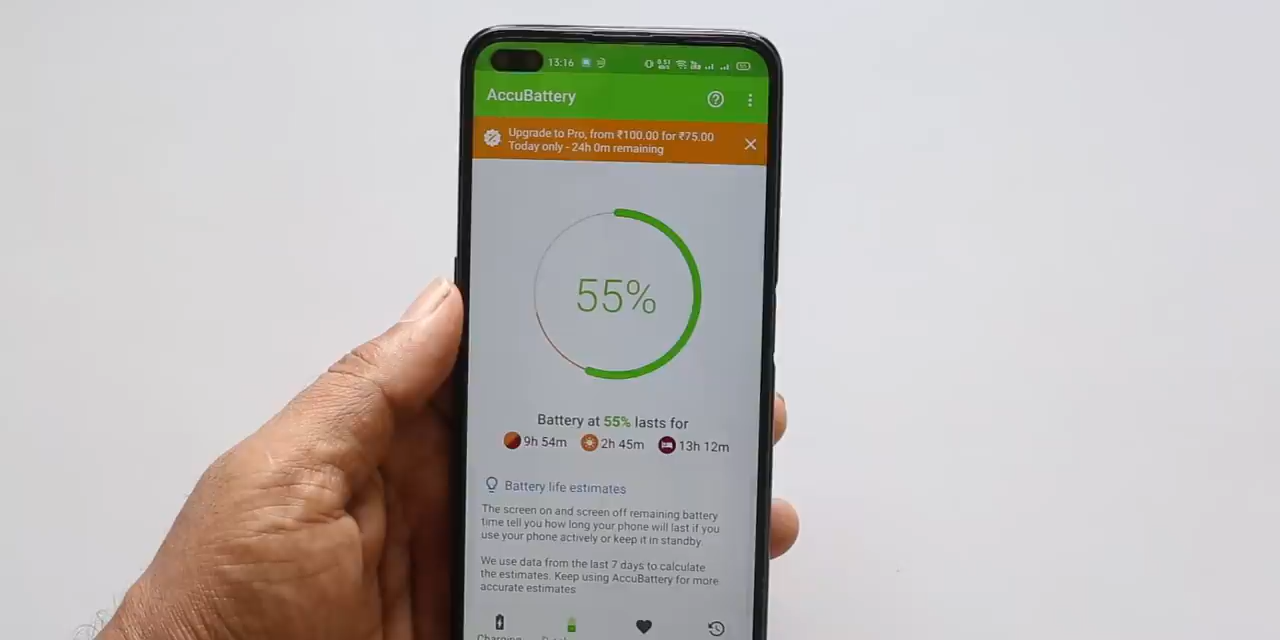 13:16
0.51
AccuBattery
Upgrade to Pro, from ₹100.00 for ₹75.00
Today only - 24h 0m remaining
55%
Battery at 55% lasts for
9h 54m 2h 45m 13h 12m
Battery life estimates
The screen on and screen off remaining battery
time tell you how long your phone will last if you
use your phone actively or keep it in standby
We use data from the last 7 days to calculate
the estimates. Keep using AccuBattery for more
accurate estimates
Charging